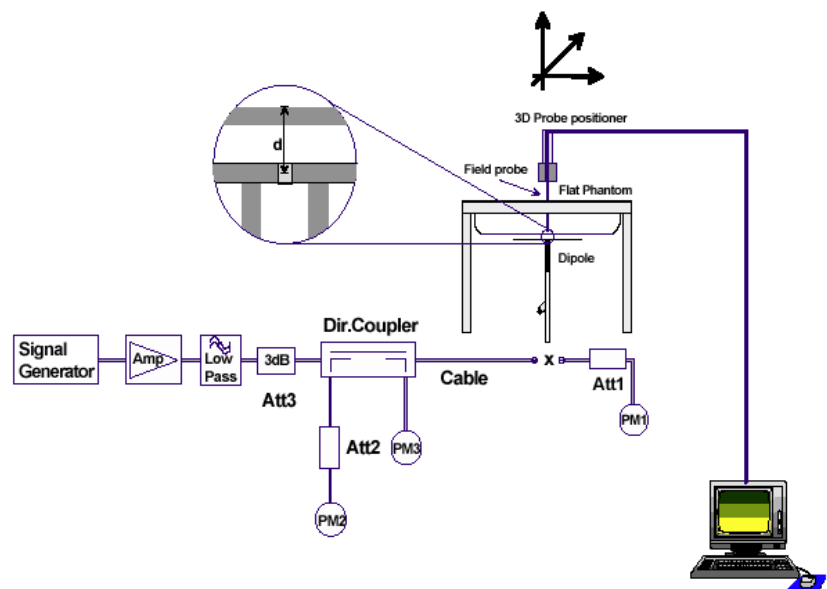 3D Probe positioner
d
Field probe
Flat Phantom
Dipole
Dir.Coupler
Signal
Generator
Amp
Low
Pass
3dB
Cable
x
Att1
Att3
PM1
Att2
PM3
PM2